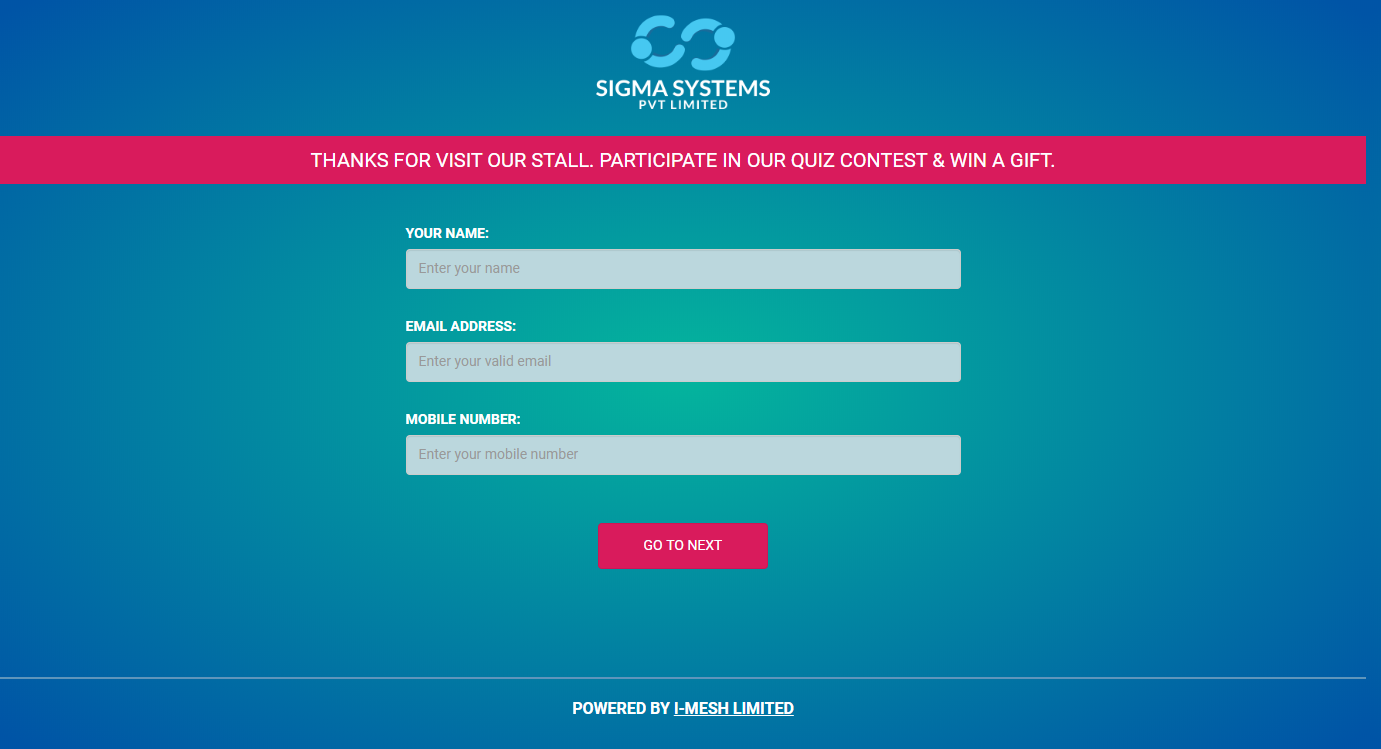 SIGMA SYSTEMS
PVT LIMITED
THANKS FOR VISIT OUR STALL. PARTICIPATE IN OUR QUIZ CONTEST & WIN A GIFT.
YOUR NAME:
Enter your name
EMAIL ADDRESS:
Enter your valid email
MOBILE NUMBER:
Enter your mobile number
GO TO NEXT
POWERED BY I-MESH LIMITED